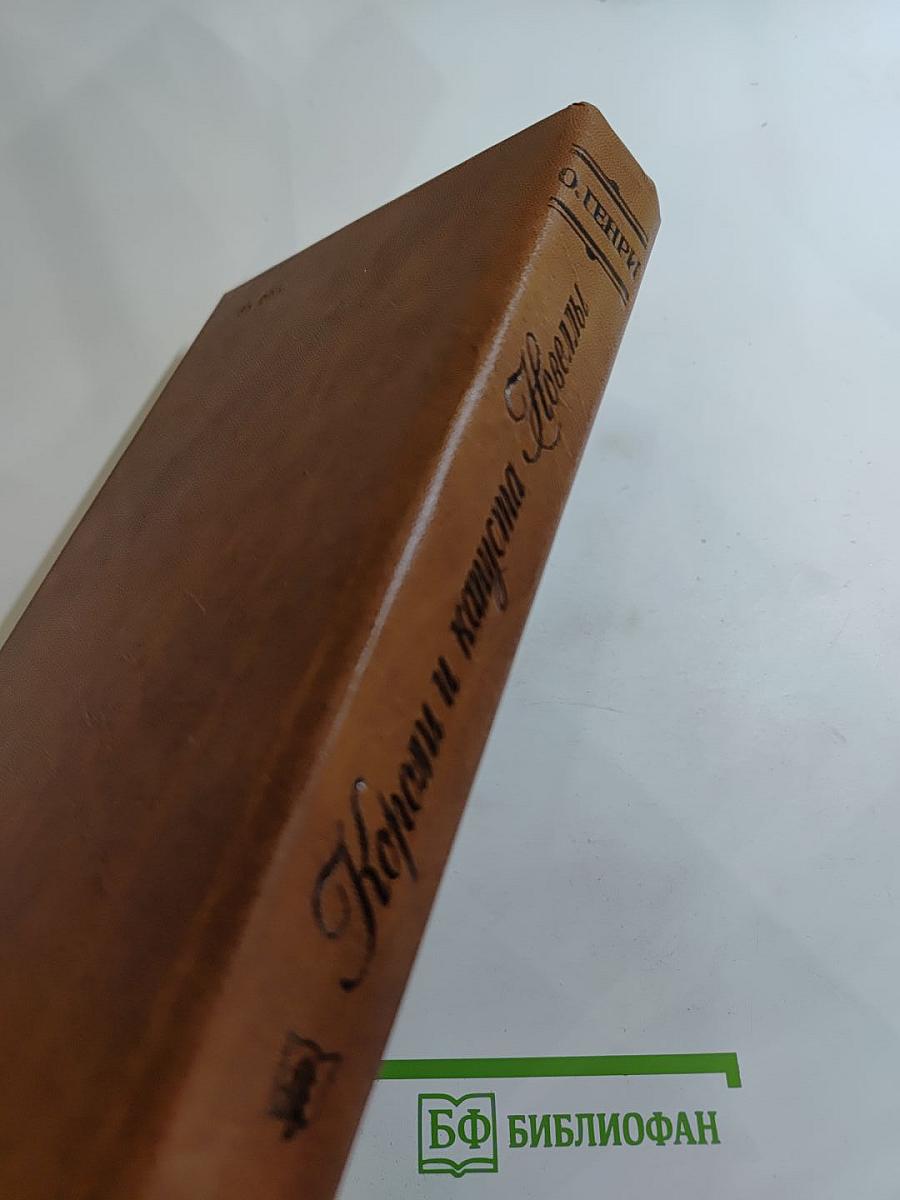 О. ГЕНРИ
Короли и капуста Новеллы
БФ БИБЛИОФАН